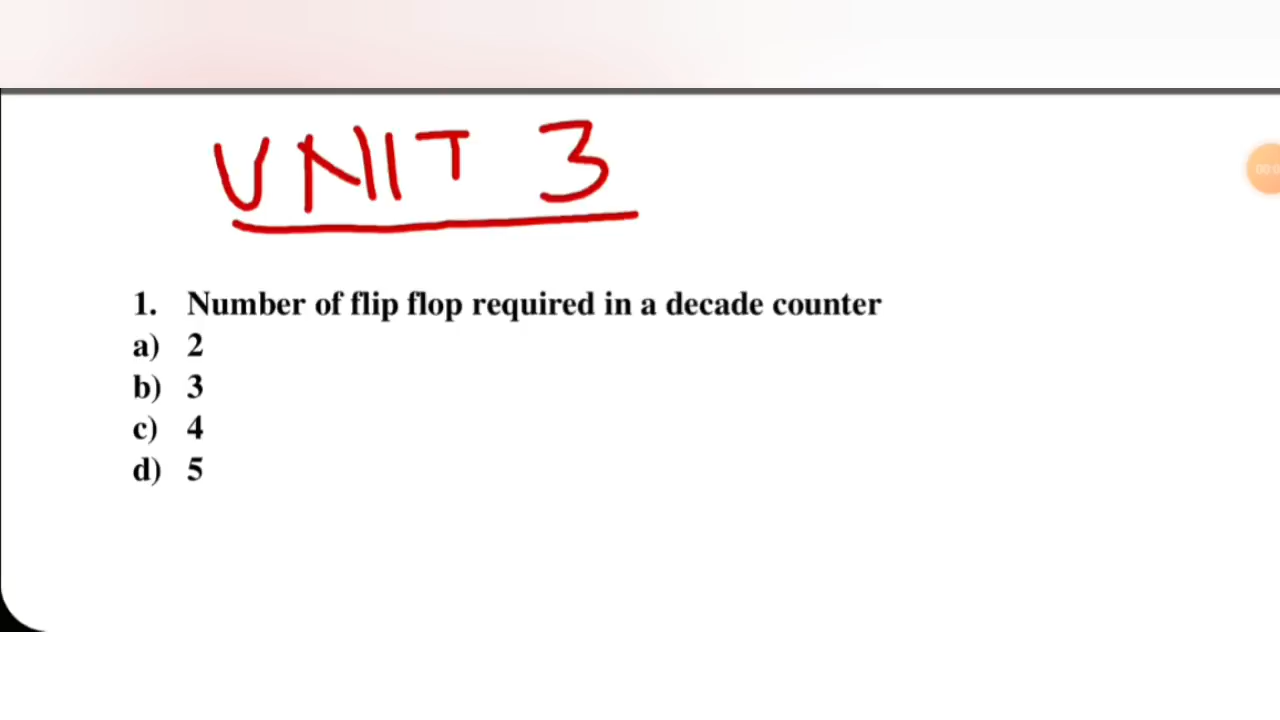 UNIT 3
1. Number of flip flop required in a decade counter
a) 2
b) 3
c) 4
d) 5